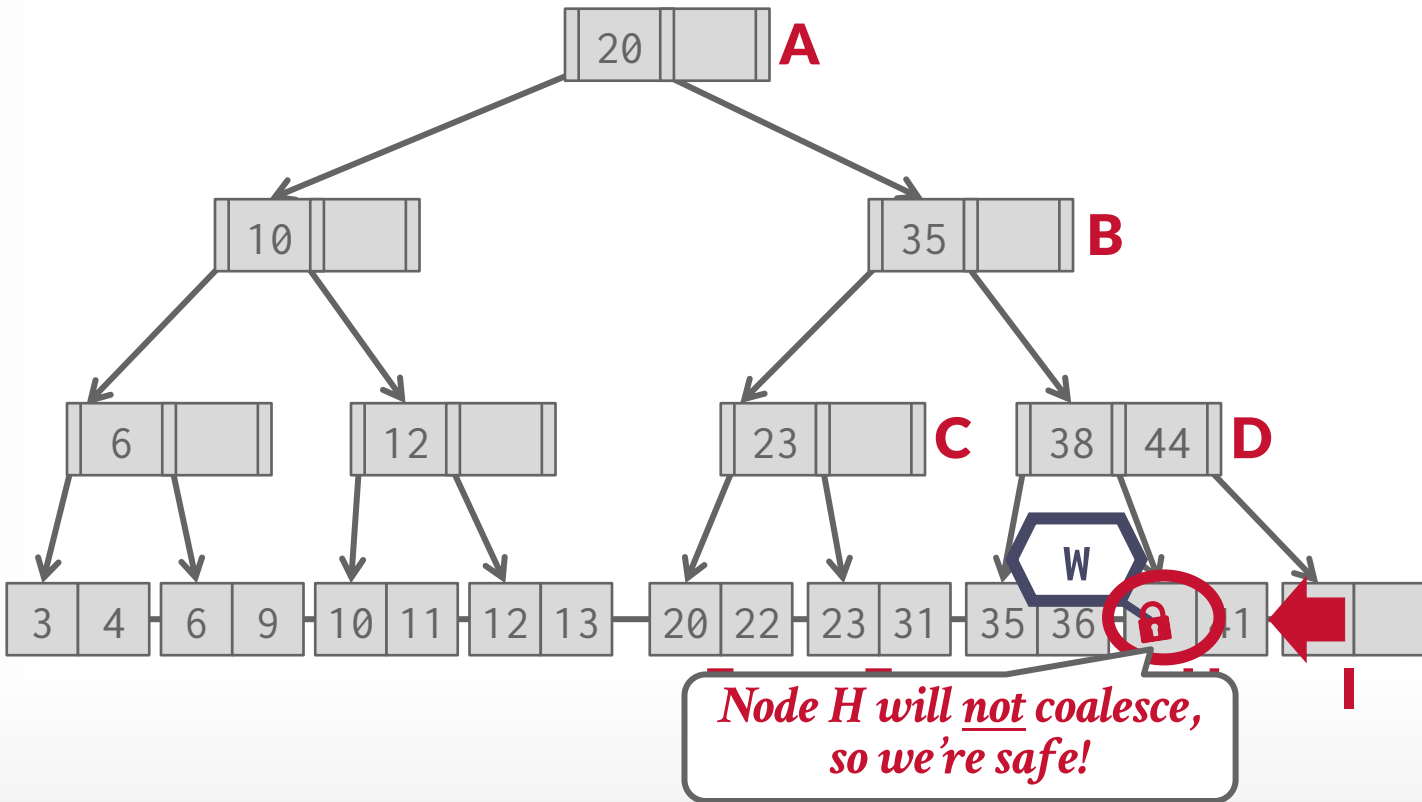 20 A
10 35 B
6 12 23 C 38 44 D
W
3 4 6 9 10 11 12 13 20 22 23 31 35 36 41
I
Node H will not coalesce,
so we're safe!